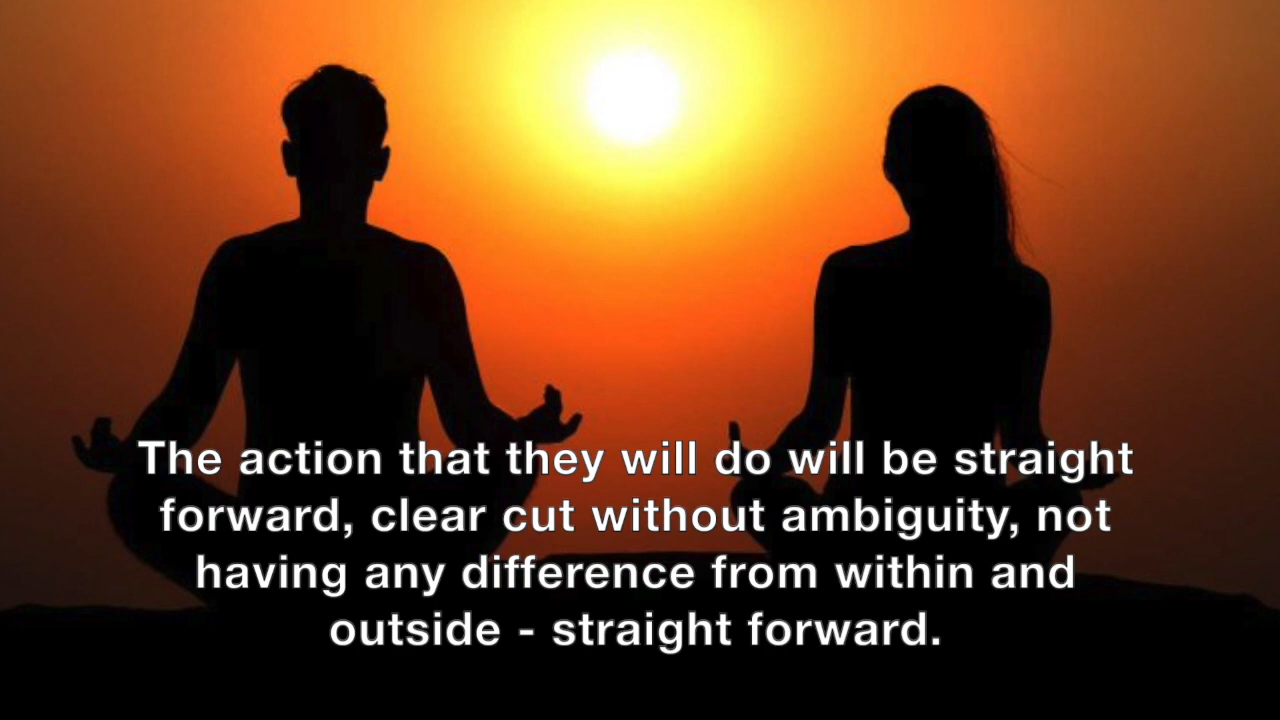 The action that they will do will be straight
forward, clear cut without ambiguity, not
having any difference from within and
outside - straight forward.